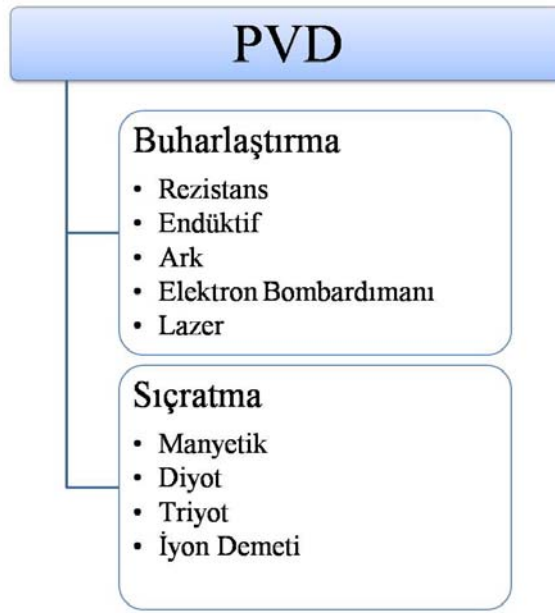 PVD
Buharlaştırma
• Rezistans
• Endüktif
• Ark
• Elektron Bombardımanı
• Lazer
Sıçratma
• Manyetik
• Diyot
• Triyot
• İyon Demeti